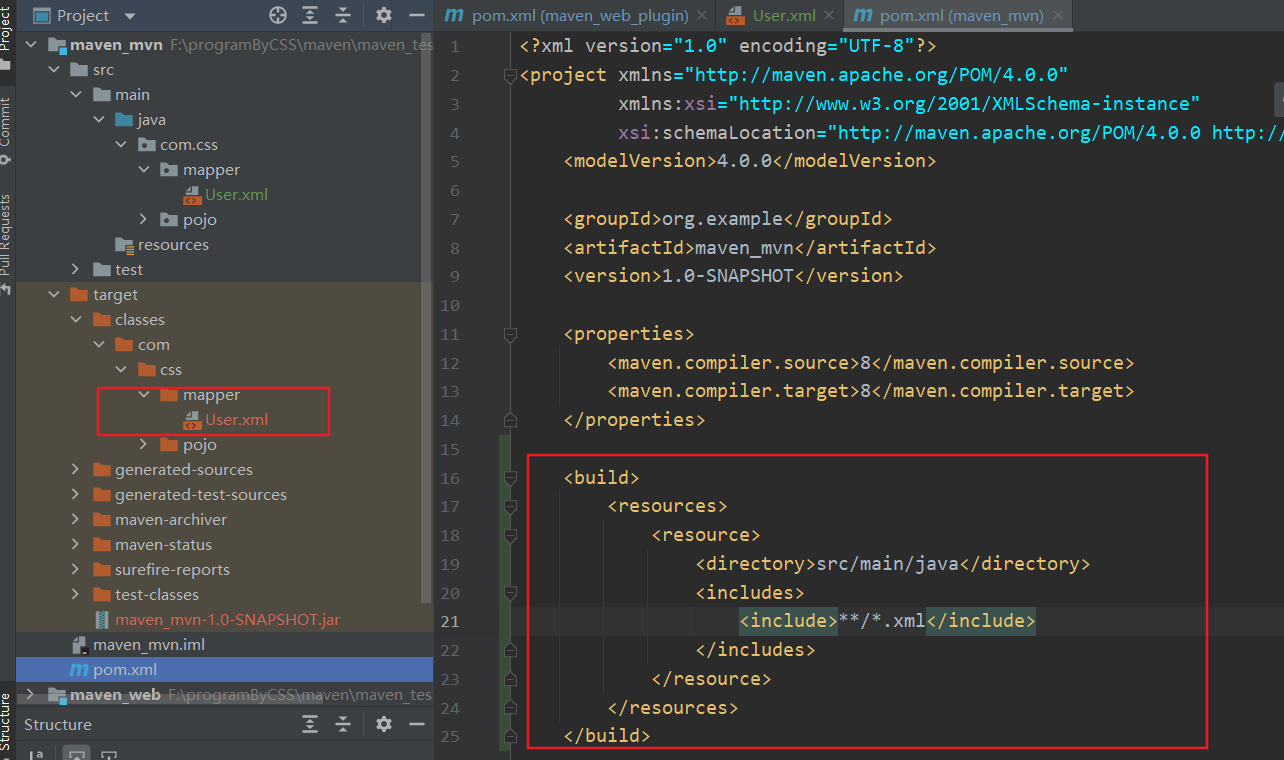 Project
maven_mvn F:\programByCSS\maven\maven_tes
src
main
java
com.css
mapper
User.xml
pojo
resources
test
target
classes
com
css
mapper
User.xml
pojo
generated-sources
generated-test-sources
maven-archiver
maven-status
surefire-reports
test-classes
maven_mvn-1.0-SNAPSHOT.jar
maven_mvn.iml
pom.xml
maven_web F:\programByCSS\maven\maven_tes
Structure
Project
Commit
Pull Requests
Structure
pom.xml (maven_web_plugin)
User.xml
pom.xml (maven_mvn)
1 <?xml version="1.0" encoding="UTF-8"?>
2 <project xmlns="http://maven.apache.org/POM/4.0.0"
3 xmlns:xsi="http://www.w3.org/2001/XMLSchema-instance"
4 xsi:schemaLocation="http://maven.apache.org/POM/4.0.0 http:/
5 <modelVersion>4.0.0</modelVersion>
6
7 <groupId>org.example</groupId>
8 <artifactId>maven_mvn</artifactId>
9 <version>1.0-SNAPSHOT</version>
10
11 <properties>
12 <maven.compiler.source>8</maven.compiler.source>
13 <maven.compiler.target>8</maven.compiler.target>
14 </properties>
15
16 <build>
17 <resources>
18 <resource>
19 <directory>src/main/java</directory>
20 <includes>
21 <include>**/*.xml</include>
22 </includes>
23 </resource>
24 </resources>
25 </build>